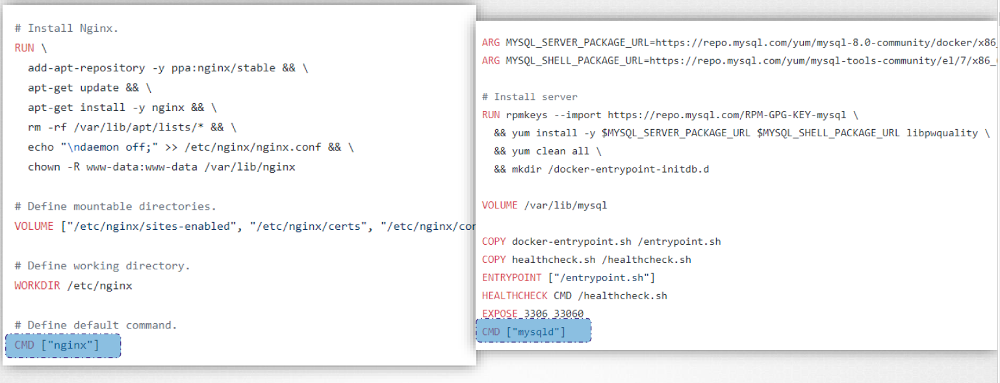 # Install Nginx.
RUN \
  add-apt-repository -y ppa:nginx/stable && \
  apt-get update && \
  apt-get install -y nginx && \
  rm -rf /var/lib/apt/lists/* && \
  echo "\ndaemon off;" >> /etc/nginx/nginx.conf && \
  chown -R www-data:www-data /var/lib/nginx
# Define mountable directories.
VOLUME ["/etc/nginx/sites-enabled", "/etc/nginx/certs", "/etc/nginx/cor
# Define working directory.
WORKDIR /etc/nginx
# Define default command.
CMD ["nginx"]
ARG MYSQL_SERVER_PACKAGE_URL=https://repo.mysql.com/yum/mysql-8.0-community/docker/x86_
ARG MYSQL_SHELL_PACKAGE_URL=https://repo.mysql.com/yum/mysql-tools-community/el/7/x86_
# Install server
RUN rpmkeys --import https://repo.mysql.com/RPM-GPG-KEY-mysql \
  && yum install -y $MYSQL_SERVER_PACKAGE_URL $MYSQL_SHELL_PACKAGE_URL libpwquality \
  && yum clean all \
  && mkdir /docker-entrypoint-initdb.d
VOLUME /var/lib/mysql
COPY docker-entrypoint.sh /entrypoint.sh
COPY healthcheck.sh /healthcheck.sh
ENTRYPOINT ["/entrypoint.sh"]
HEALTHCHECK CMD /healthcheck.sh
EXPOSE 3306 33060
CMD ["mysqld"]